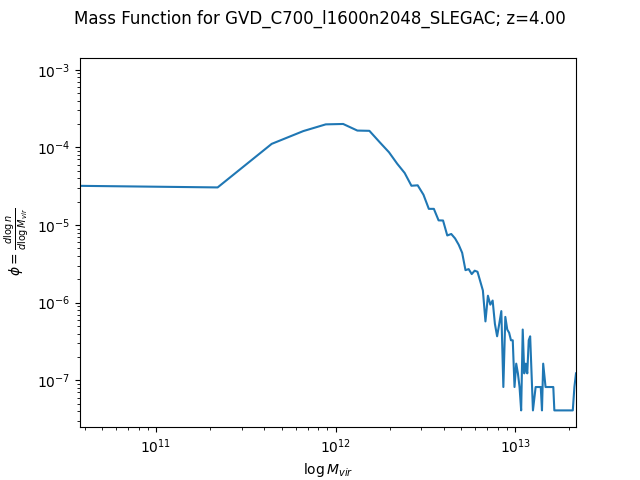 Mass Function for GVD_C700_l1600n2048_SLEGAC; z=4.00
10⁻³
10⁻⁴
10⁻⁵
10⁻⁶
10⁻⁷
ϕ = d log n / d log M_vir
10¹¹
10¹²
10¹³
log M_vir